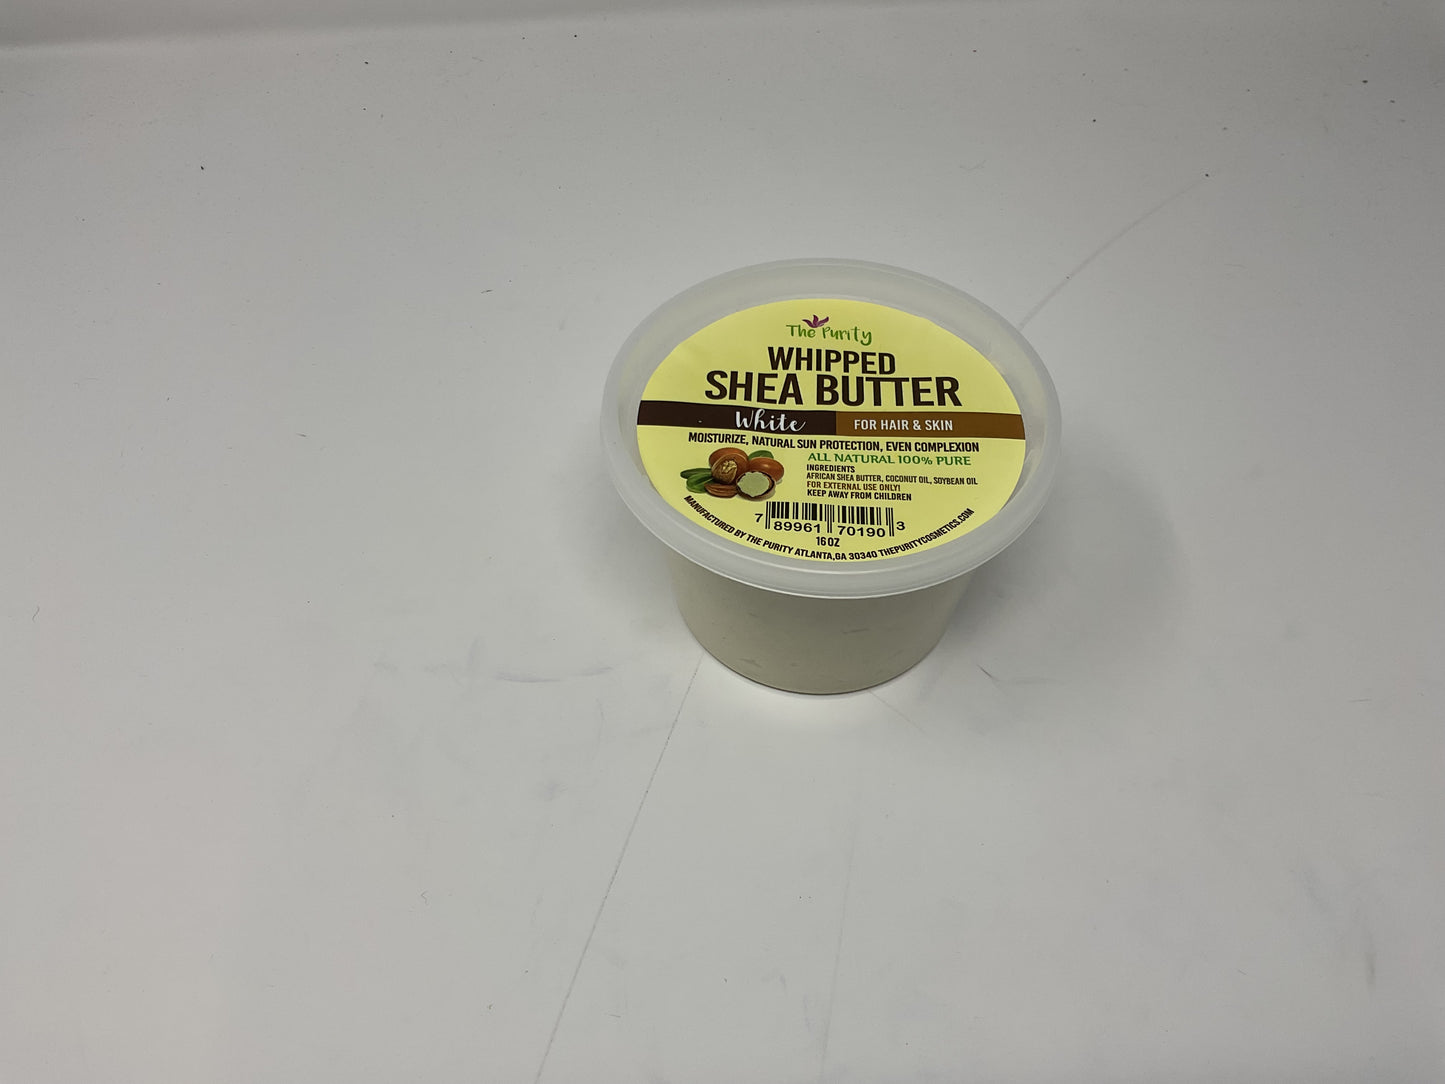 The Purity
WHIPPED
SHEA BUTTER
White
FOR HAIR & SKIN
MOISTURIZE, NATURAL SUN PROTECTION, EVEN COMPLEXION
ALL NATURAL 100% PURE
INGREDIENTS
AFRICAN SHEA BUTTER, COCONUT OIL, SOYBEAN OIL
FOR EXTERNAL USE ONLY!
KEEP AWAY FROM CHILDREN
7 89961 70190 3
16 OZ
MANUFACTURED BY THE PURITY ATLANTA,GA 30340 THEPURITYCOSMETICS.COM